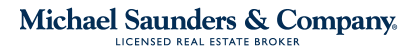 Michael Saunders & Company®
LICENSED REAL ESTATE BROKER